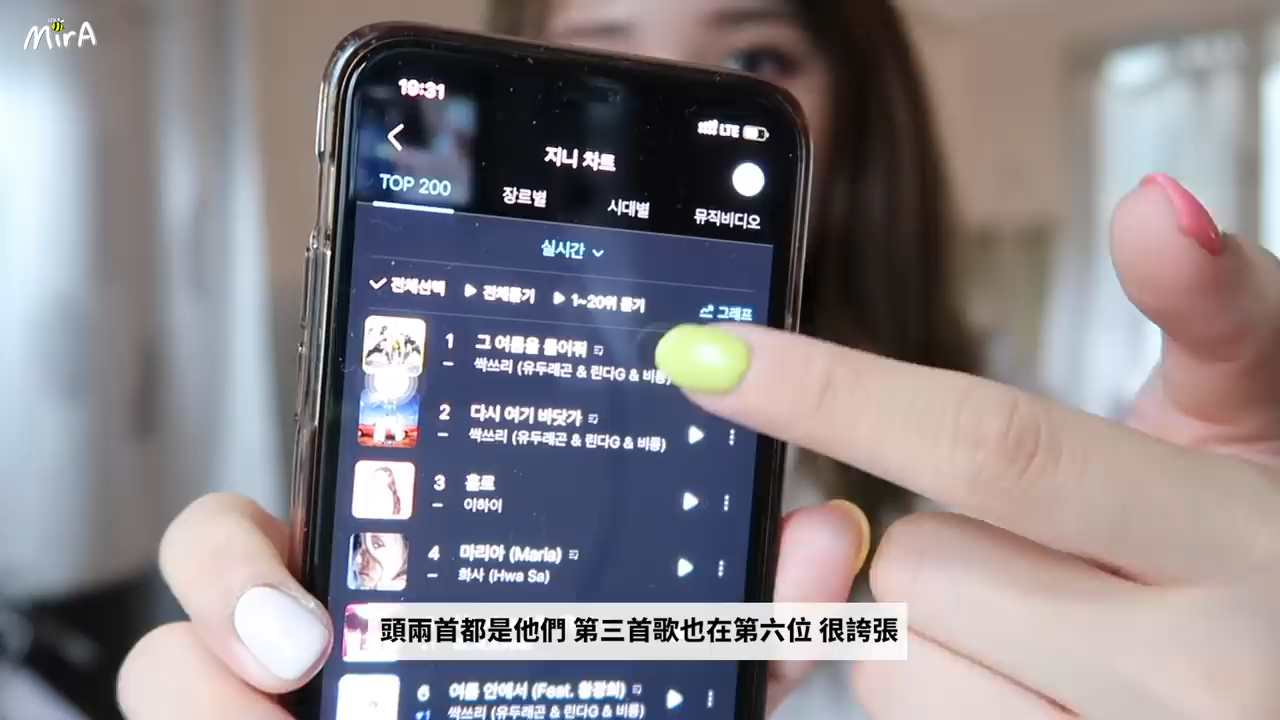 MirA
19:31
LTE
지니 차트
TOP 200
장르별
시대별
뮤직비디오
실시간
전체선택
전체듣기
1~20위 듣기
그래프
1
그 여름을 틀어줘
싹쓰리 (유두래곤 & 린다G & 비룡)
2
다시 여기 바닷가
싹쓰리 (유두래곤 & 린다G & 비룡)
3
홀로
이하이
4
마리아 (Maria)
화사 (Hwa Sa)
頭兩首都是他們 第三首歌也在第六位 很誇張
6
여름 안에서 (Feat. 황광희)
1
싹쓰리 (유두래곤 & 린다G & 비룡)